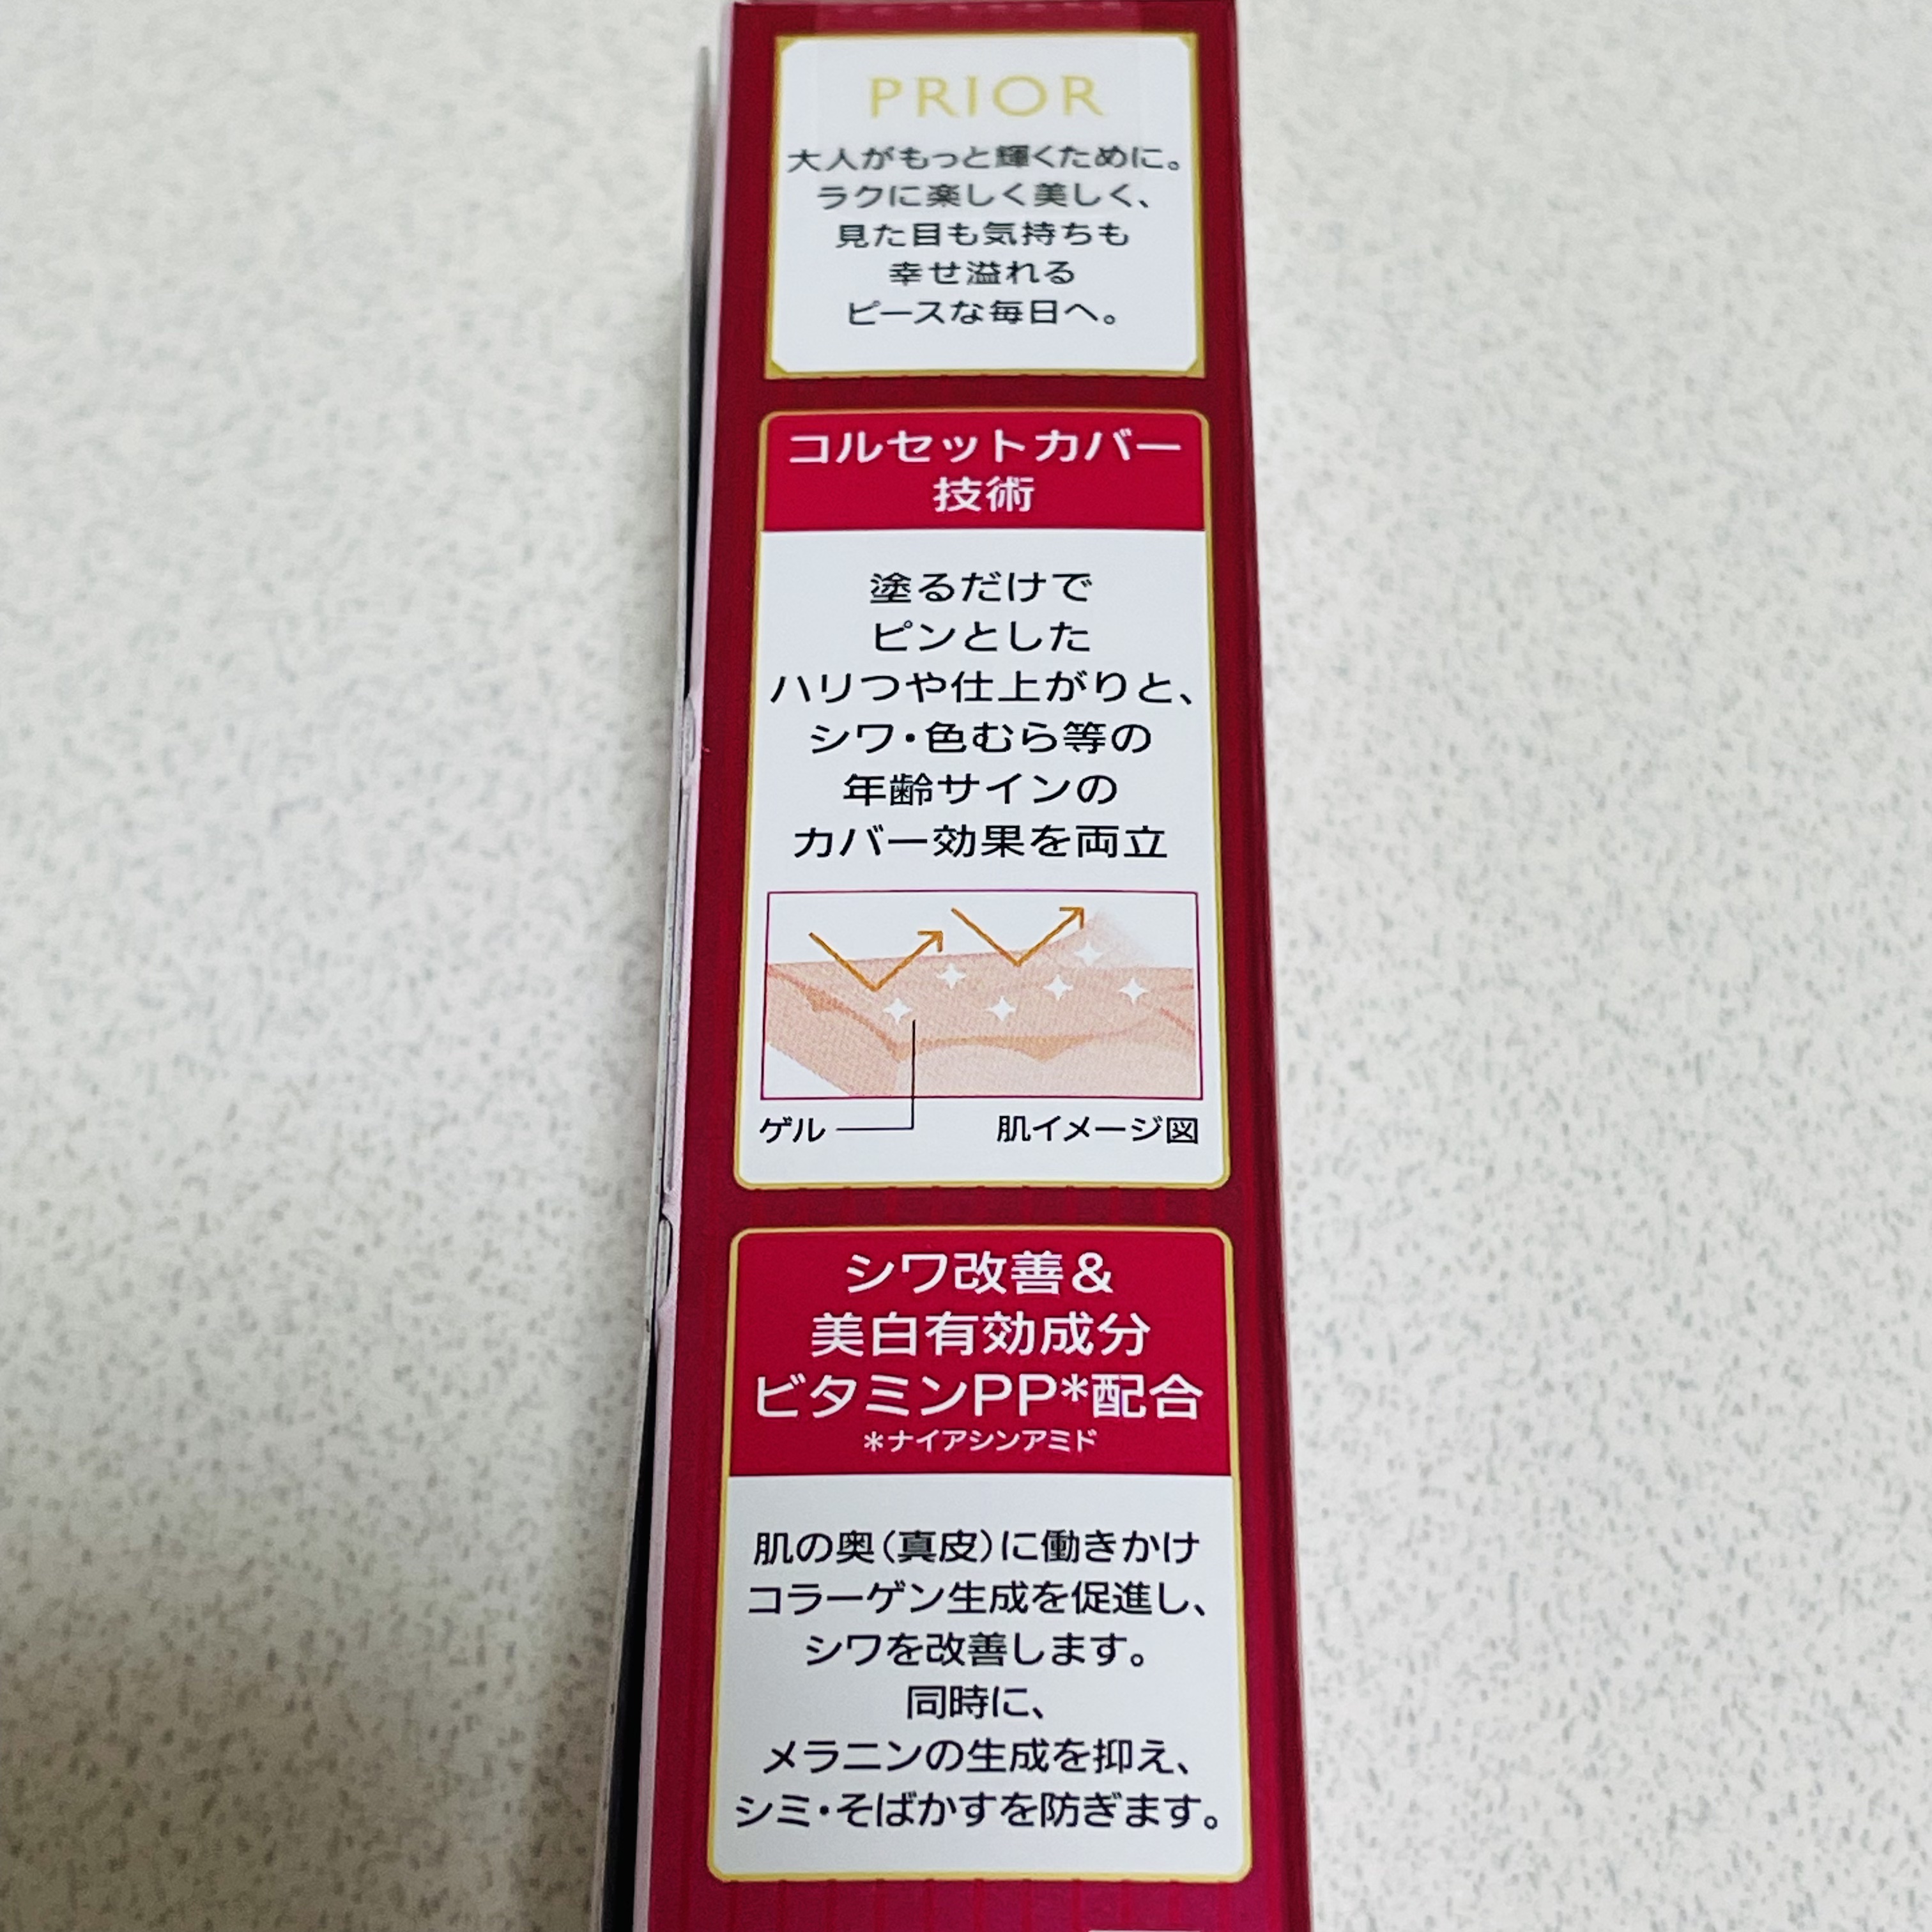 PRIOR
大人がもっと輝くために。
ラクに楽しく美しく、
見た目も気持ちも
幸せ溢れる
ピースな毎日へ。
コルセットカバー
技術
塗るだけで
ピンとした
ハリつや仕上がりと、
シワ・色むら等の
年齢サインの
カバー効果を両立
ゲル
肌イメージ図
シワ改善&
美白有効成分
ビタミンPP*配合
*ナイアシンアミド
肌の奥(真皮)に働きかけ
コラーゲン生成を促進し、
シワを改善します。
同時に、
メラニンの生成を抑え、
シミ・そばかすを防ぎます。